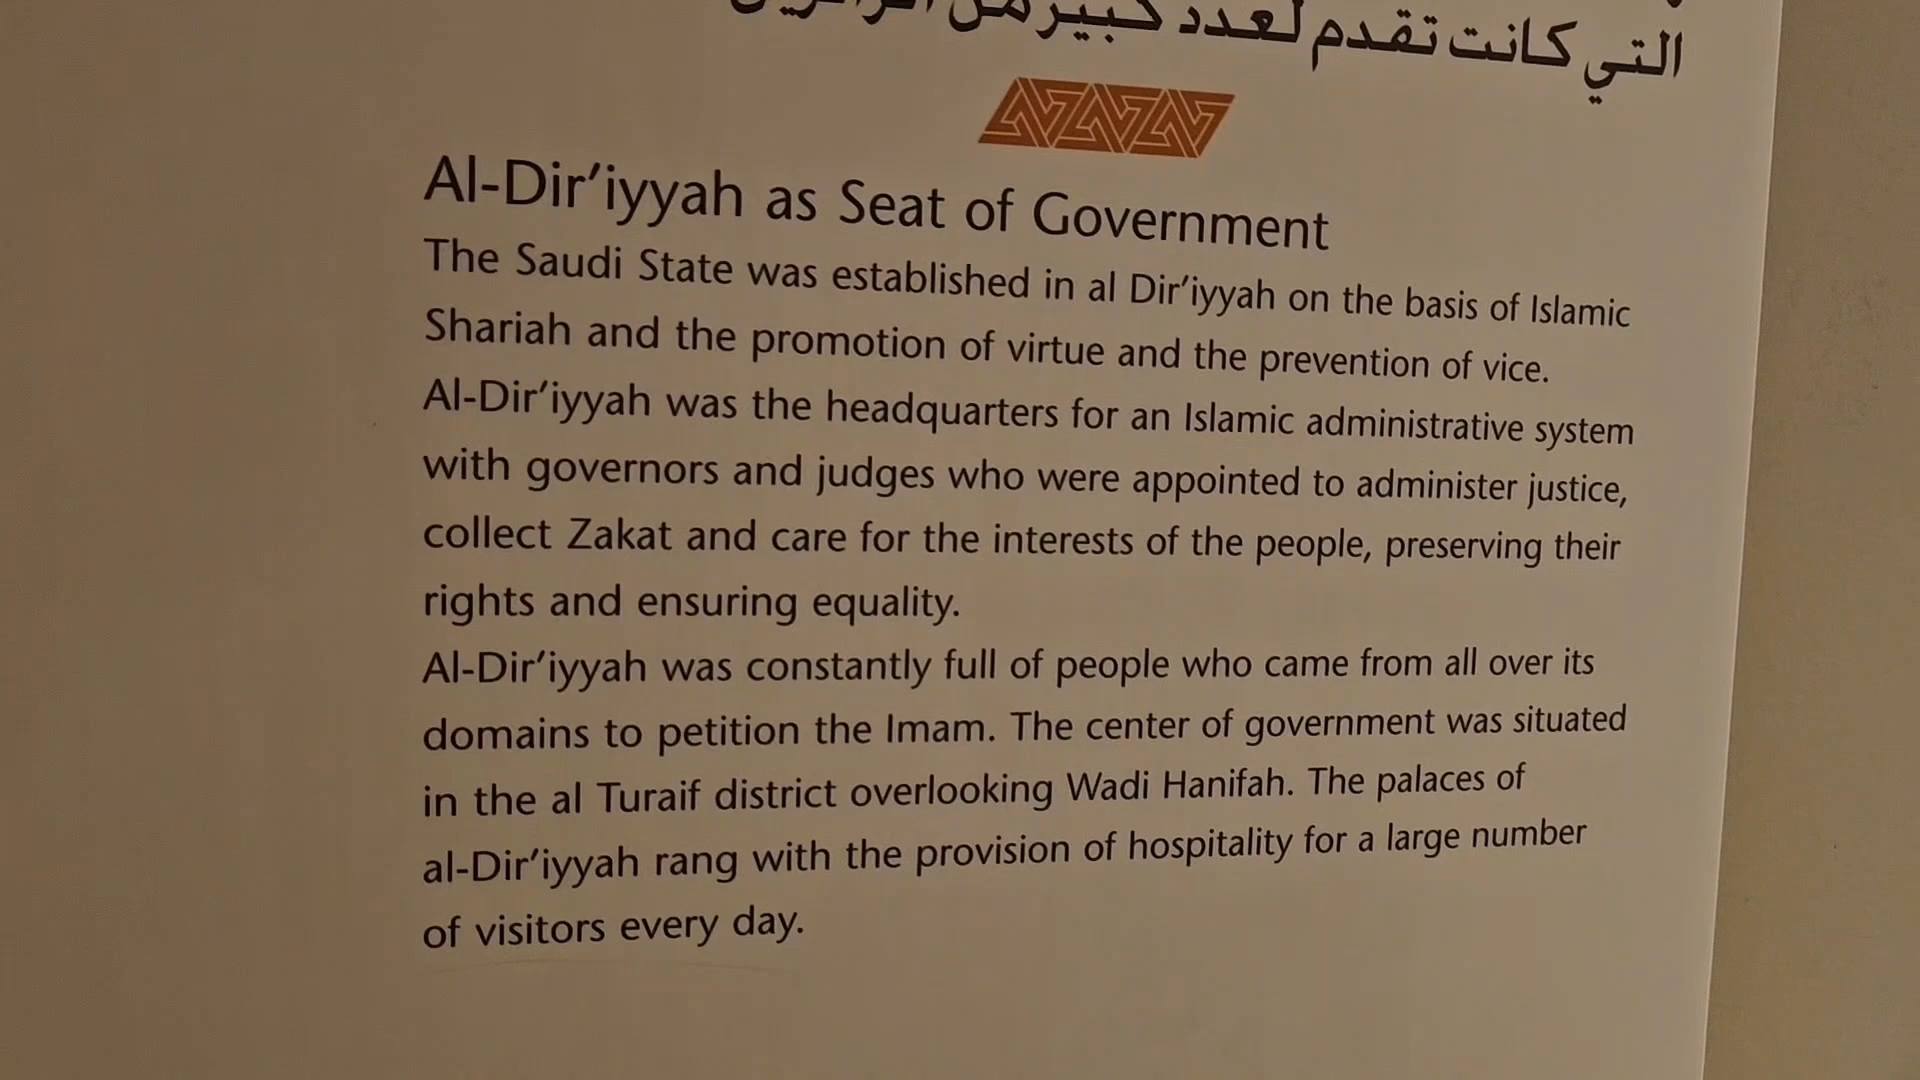 التي كانت تقدم لعدد كبير من الزائرين
Al-Dir’iyyah as Seat of Government
The Saudi State was established in al Dir’iyyah on the basis of Islamic
Shariah and the promotion of virtue and the prevention of vice.
Al-Dir’iyyah was the headquarters for an Islamic administrative system
with governors and judges who were appointed to administer justice,
collect Zakat and care for the interests of the people, preserving their
rights and ensuring equality.
Al-Dir’iyyah was constantly full of people who came from all over its
domains to petition the Imam. The center of government was situated
in the al Turaif district overlooking Wadi Hanifah. The palaces of
al-Dir’iyyah rang with the provision of hospitality for a large number
of visitors every day.